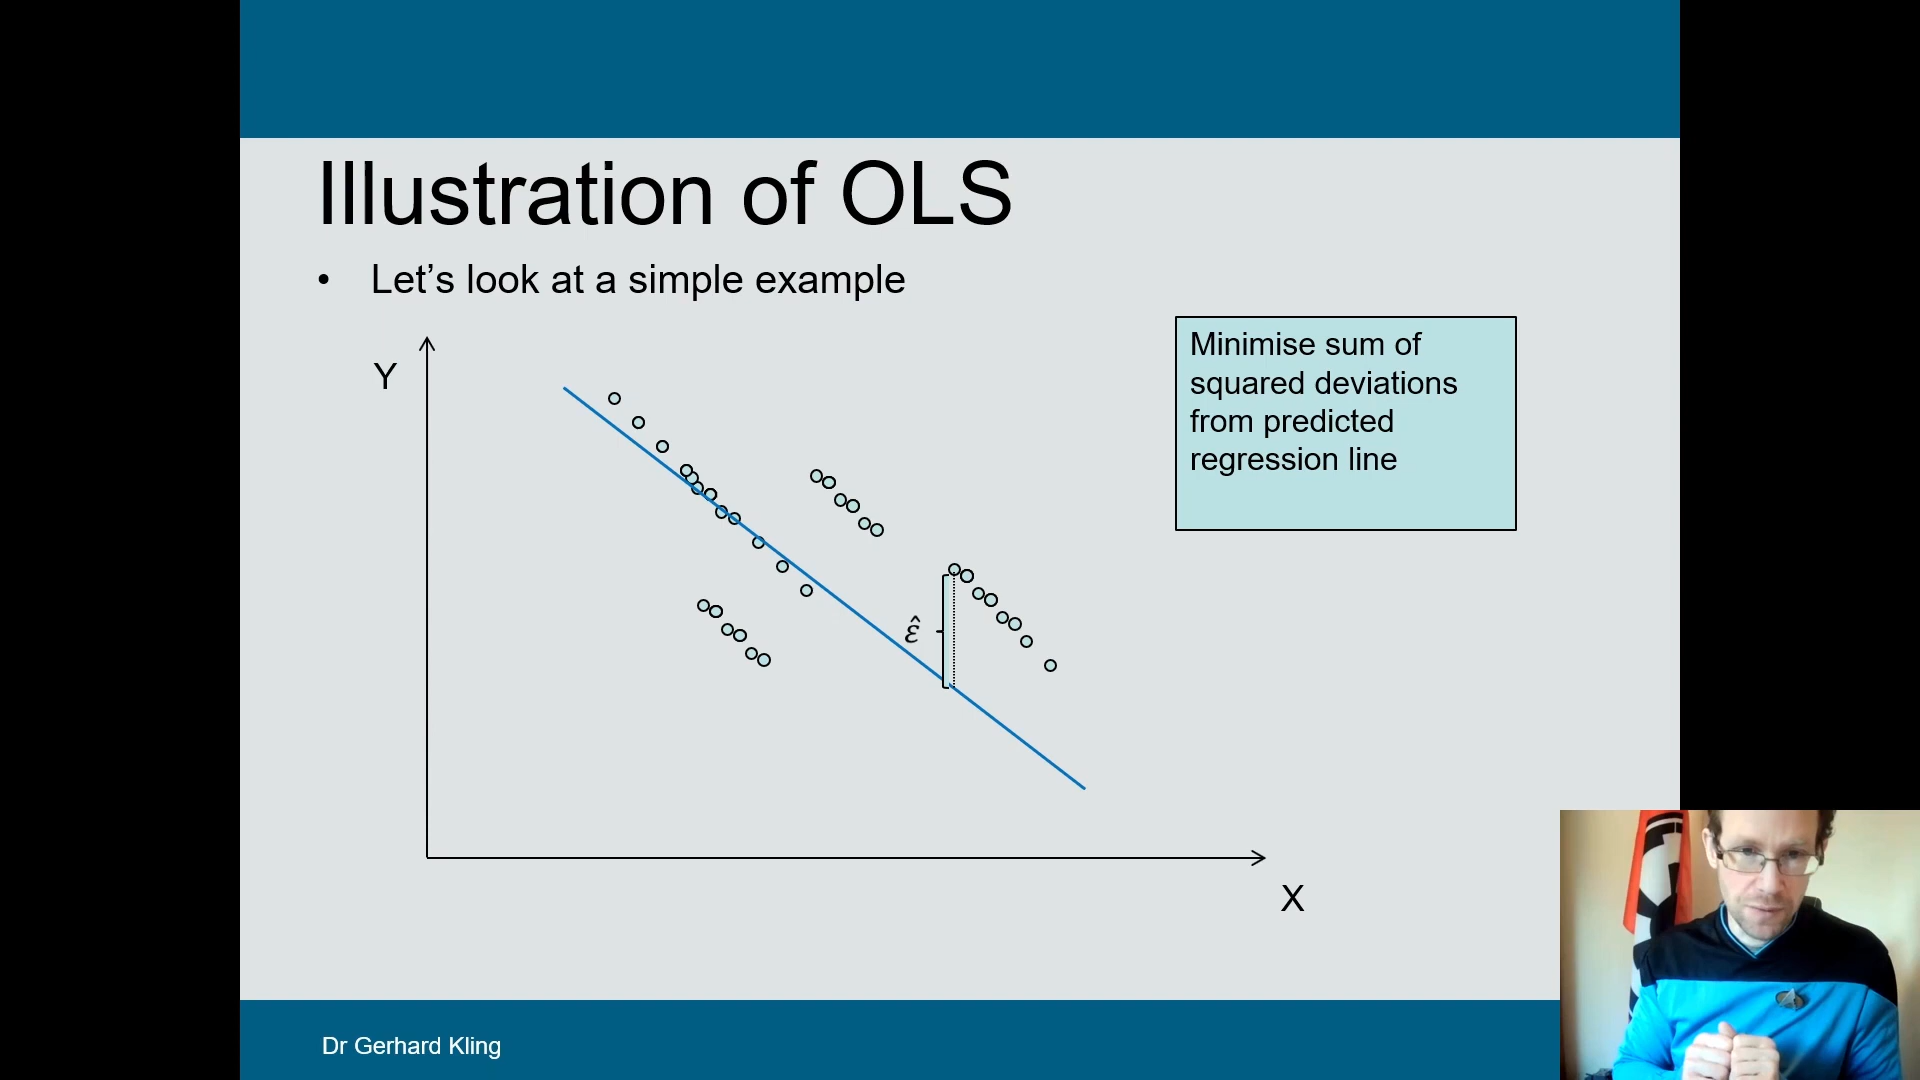 Illustration of OLS
• Let’s look at a simple example
Y
Minimise sum of
squared deviations
from predicted
regression line
ε̂
X
Dr Gerhard Kling